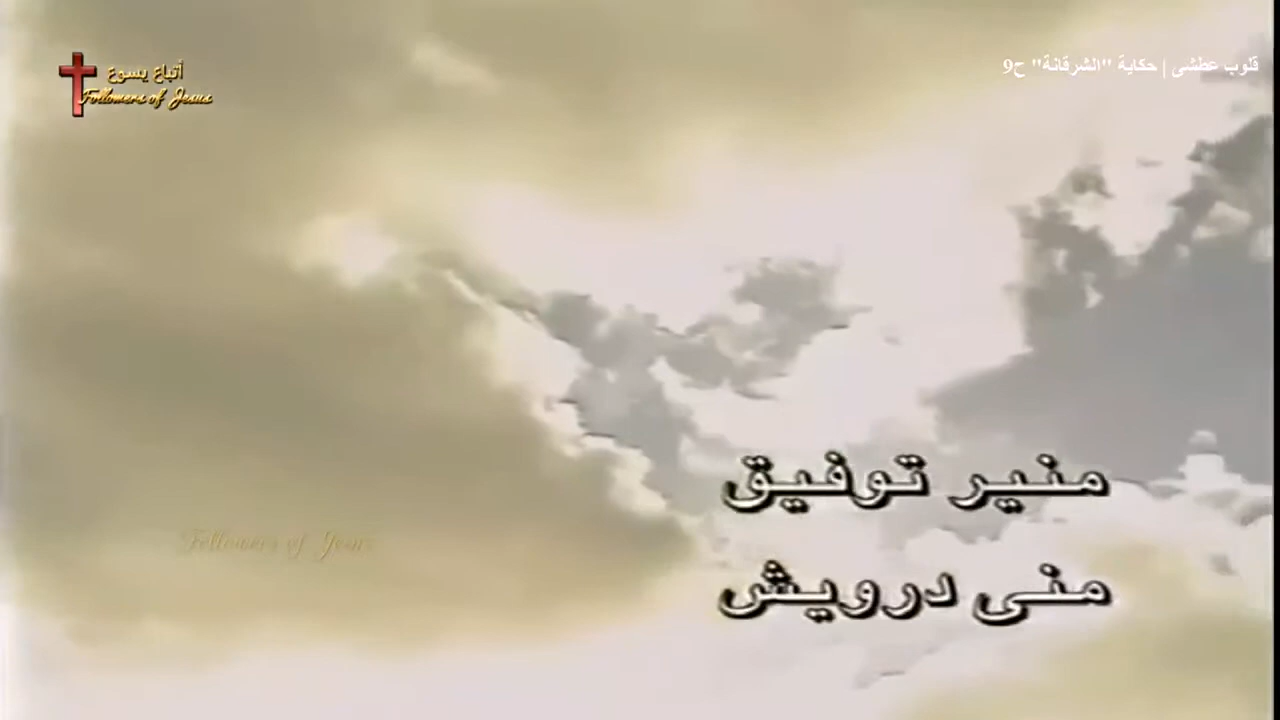 أتباع يسوع
Followers of Jesus
قلوب عطشى | حكاية "الشرقانة" ح9
منير توفيق
منى درويش
Followers of Jesus